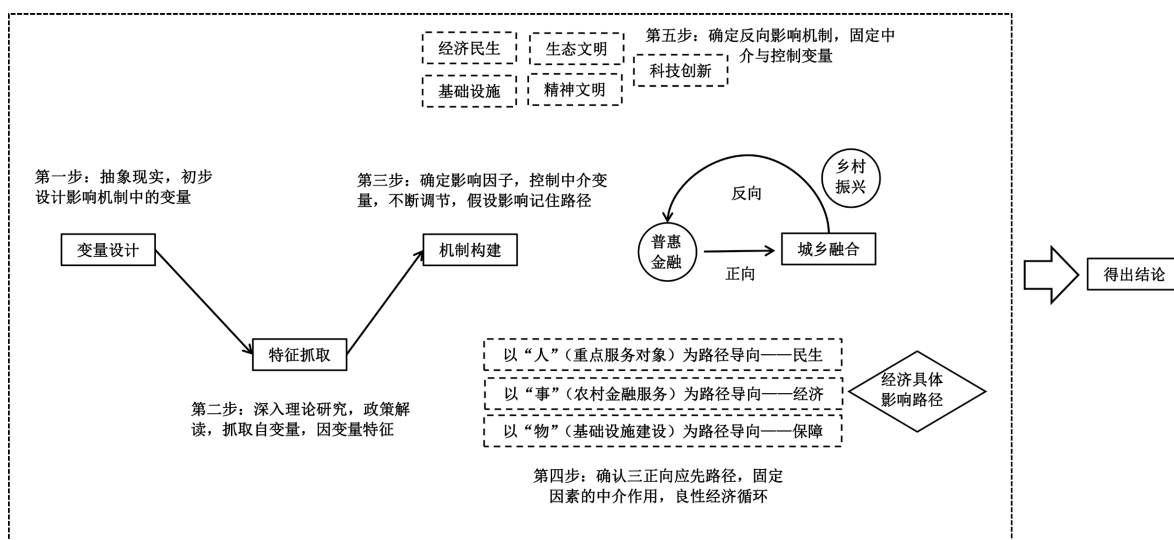 经济民生
生态文明
基础设施
精神文明
科技创新
第五步：确定反向影响机制，固定中
介与控制变量
第一步：抽象现实，初步
设计影响机制中的变量
变量设计
第三步：确定影响因子，控制中介变
量，不断调节，假设影响记住路径
机制构建
特征抓取
第二步：深入理论研究，政策解
读，抓取自变量，因变量特征
乡村
振兴
反向
普惠
金融
正向
城乡融合
以“人”（重点服务对象）为路径导向——民生
以“事”（农村金融服务）为路径导向——经济
以“物”（基础设施建设）为路径导向——保障
经济具体
影响路径
第四步：确认三正向应先路径，固定
因素的中介作用，良性经济循环
得出结论